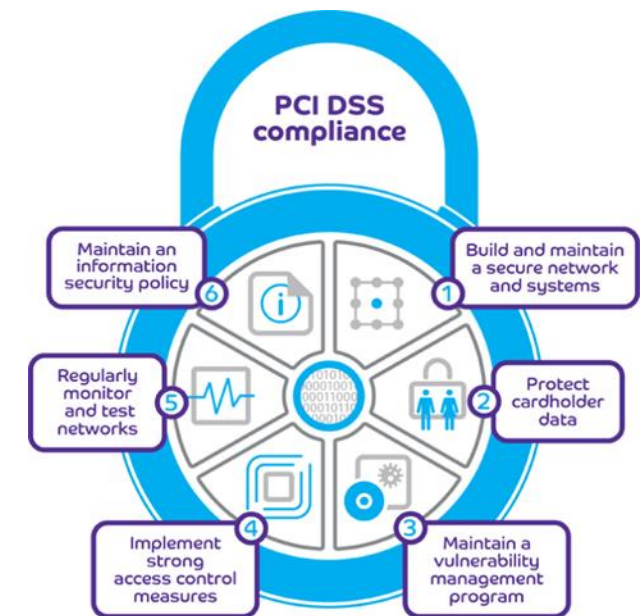 PCI DSS
compliance
Build and maintain
a secure network
and systems
1
Protect
cardholder
data
2
Maintain a
vulnerability
management
program
3
Implement
strong
access control
measures
4
Regularly
monitor
and test
networks
5
Maintain an
information
security policy
6